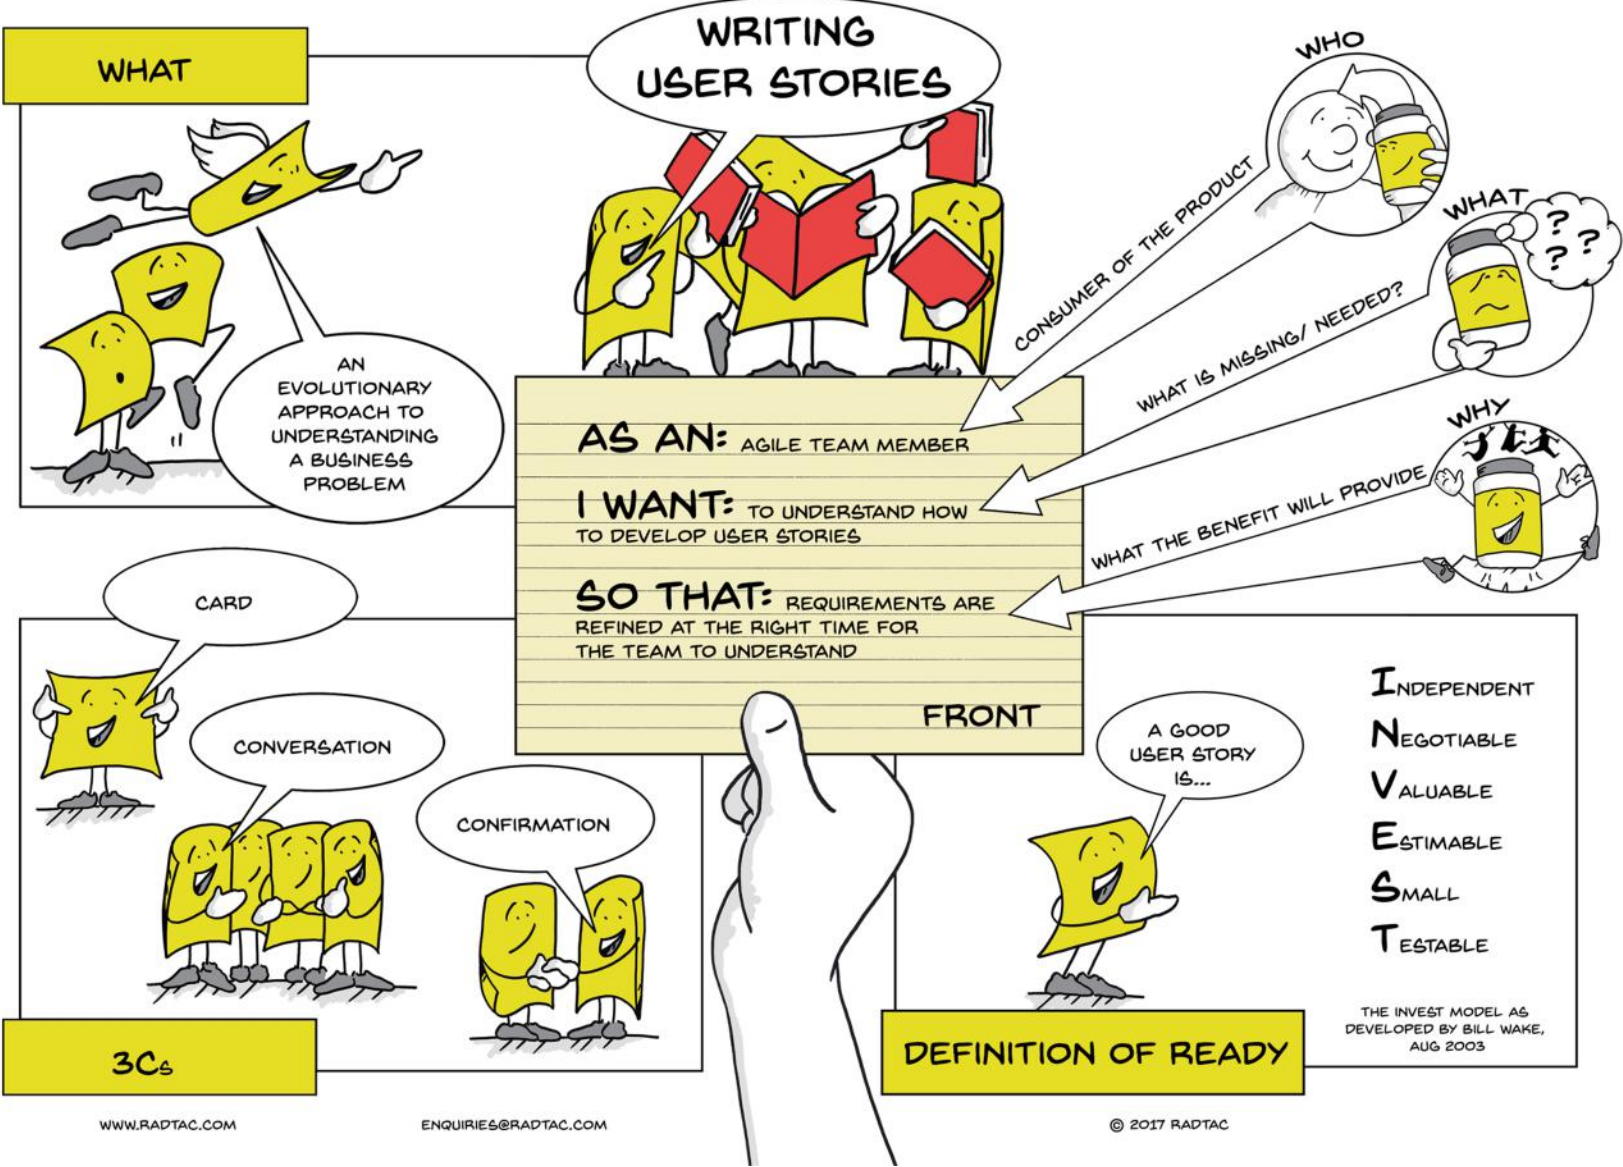 WRITING
USER STORIES
WHAT
AN
EVOLUTIONARY
APPROACH TO
UNDERSTANDING
A BUSINESS
PROBLEM
WHO
CONSUMER OF THE PRODUCT
WHAT
? ? ?
WHAT IS MISSING/ NEEDED?
WHY
WHAT THE BENEFIT WILL PROVIDE
AS AN: AGILE TEAM MEMBER
I WANT: TO UNDERSTAND HOW
TO DEVELOP USER STORIES
SO THAT: REQUIREMENTS ARE
REFINED AT THE RIGHT TIME FOR
THE TEAM TO UNDERSTAND
FRONT
CARD
CONVERSATION
CONFIRMATION
3Cs
A GOOD
USER STORY
IS...
INDEPENDENT
NEGOTIABLE
VALUABLE
ESTIMABLE
SMALL
TESTABLE
THE INVEST MODEL AS
DEVELOPED BY BILL WAKE,
AUG 2003
DEFINITION OF READY
WWW.RADTAC.COM
ENQUIRIES@RADTAC.COM
© 2017 RADTAC